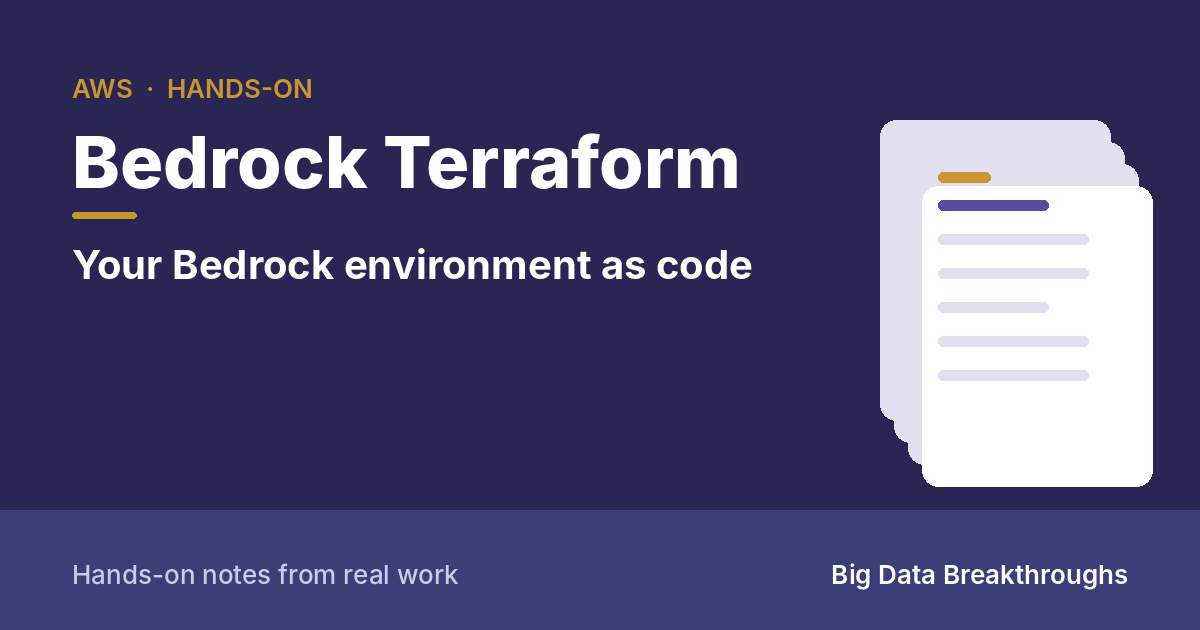 AWS · HANDS-ON
Bedrock Terraform
Your Bedrock environment as code
Hands-on notes from real work
Big Data Breakthroughs